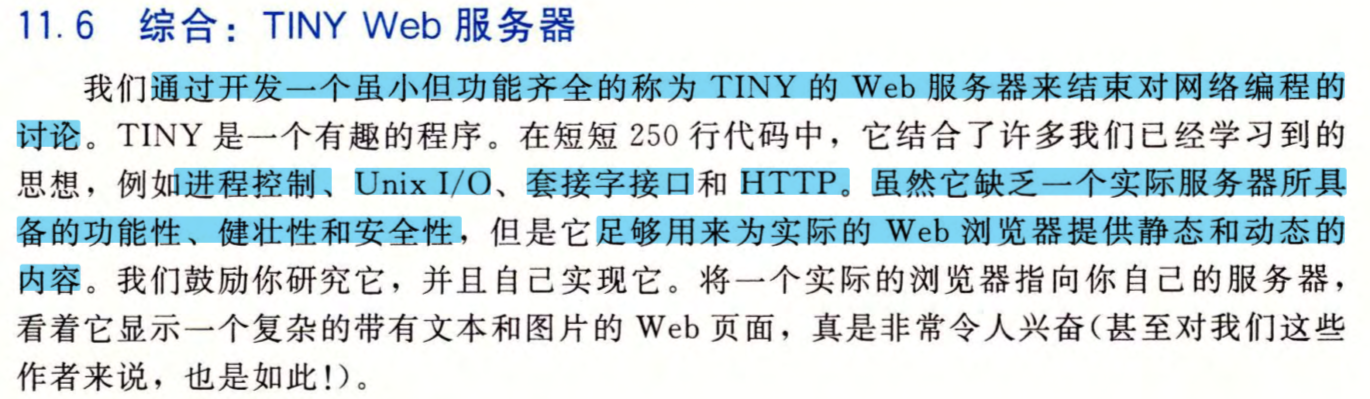 11.6 综合：TINY Web 服务器
我们通过开发一个虽小但功能齐全的称为 TINY 的 Web 服务器来结束对网络编程的
讨论。TINY 是一个有趣的程序。在短短 250 行代码中，它结合了许多我们已经学习到的
思想，例如进程控制、Unix I/O、套接字接口和 HTTP。虽然它缺乏一个实际服务器所具
备的功能性、健壮性和安全性，但是它足够用来为实际的 Web 浏览器提供静态和动态的
内容。我们鼓励你研究它，并且自己实现它。将一个实际的浏览器指向你自己的服务器，
看着它显示一个复杂的带有文本和图片的 Web 页面，真是非常令人兴奋(甚至对我们这些
作者来说，也是如此!)。